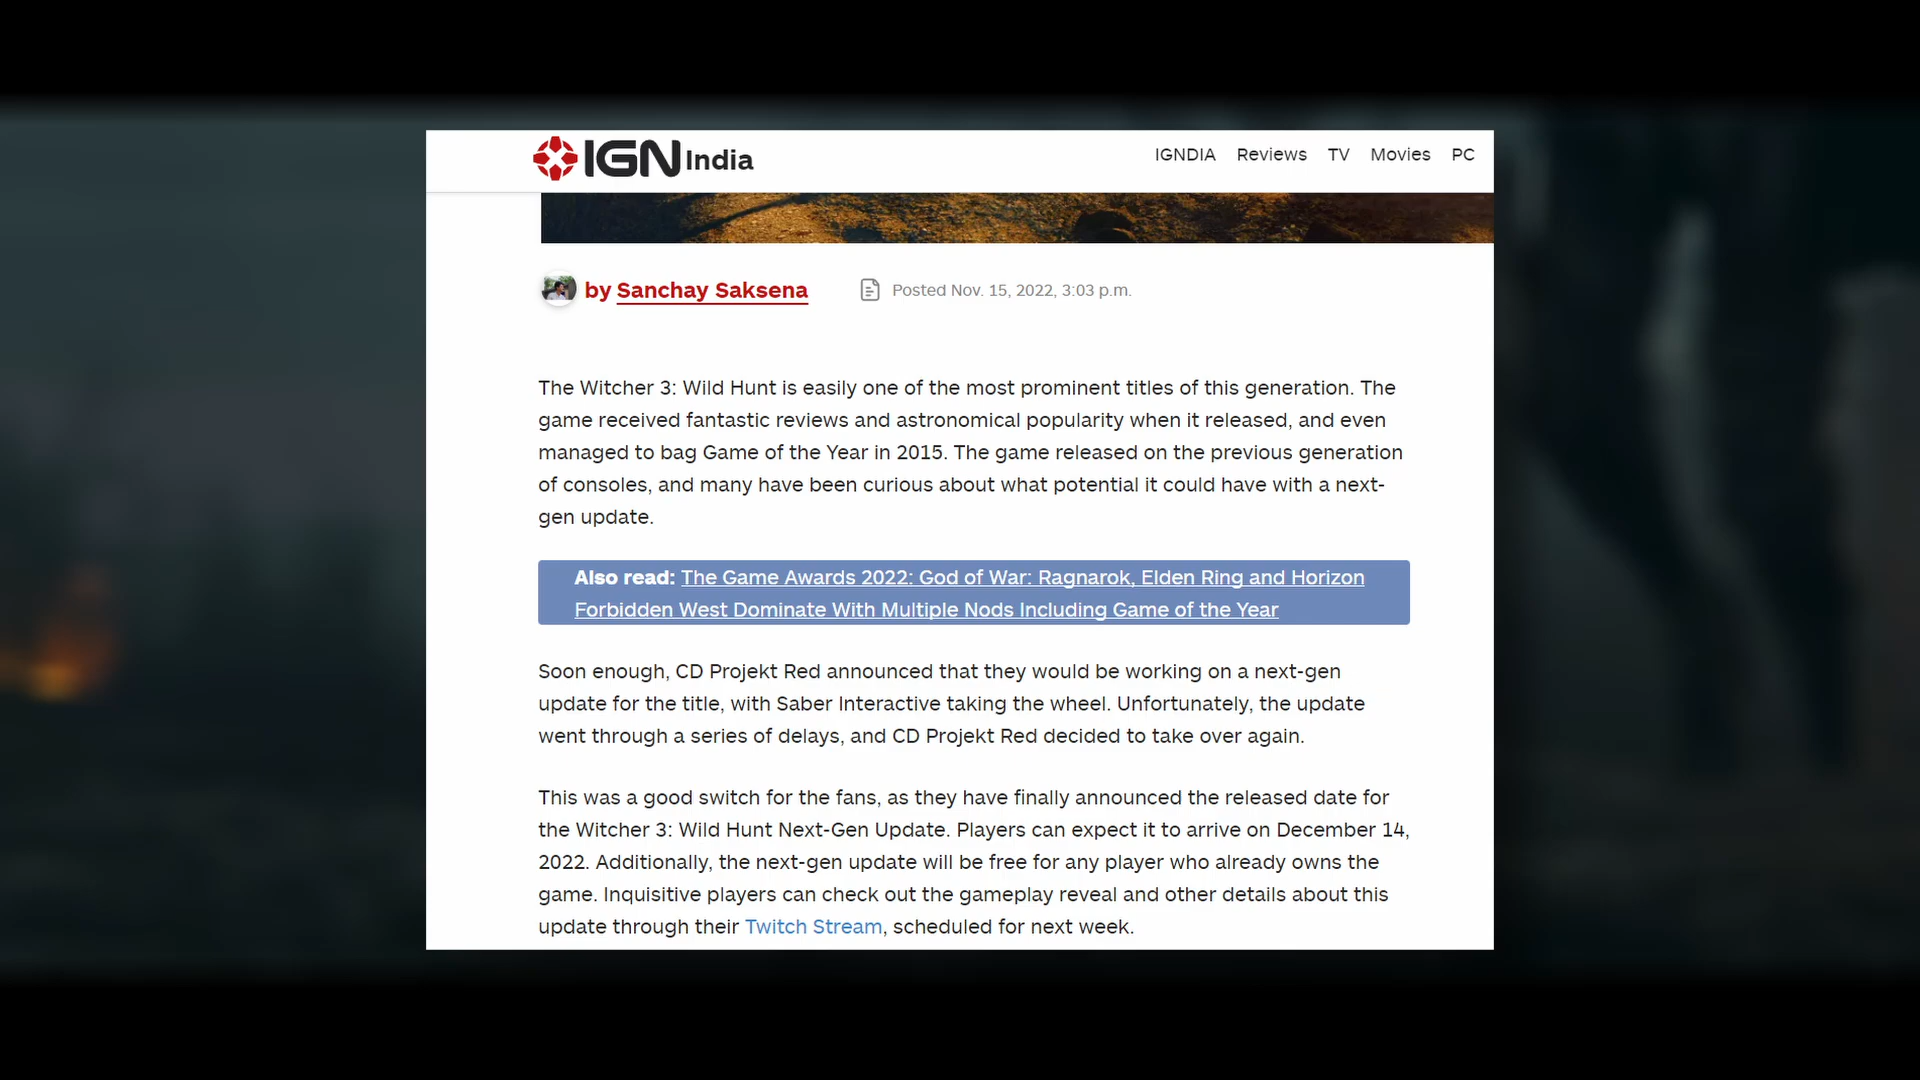 IGN India
IGNDIA Reviews TV Movies PC
by Sanchay Saksena
Posted Nov. 15, 2022, 3:03 p.m.
The Witcher 3: Wild Hunt is easily one of the most prominent titles of this generation. The
game received fantastic reviews and astronomical popularity when it released, and even
managed to bag Game of the Year in 2015. The game released on the previous generation
of consoles, and many have been curious about what potential it could have with a next-
gen update.
Also read: The Game Awards 2022: God of War: Ragnarok, Elden Ring and Horizon
Forbidden West Dominate With Multiple Nods Including Game of the Year
Soon enough, CD Projekt Red announced that they would be working on a next-gen
update for the title, with Saber Interactive taking the wheel. Unfortunately, the update
went through a series of delays, and CD Projekt Red decided to take over again.
This was a good switch for the fans, as they have finally announced the released date for
the Witcher 3: Wild Hunt Next-Gen Update. Players can expect it to arrive on December 14,
2022. Additionally, the next-gen update will be free for any player who already owns the
game. Inquisitive players can check out the gameplay reveal and other details about this
update through their Twitch Stream, scheduled for next week.